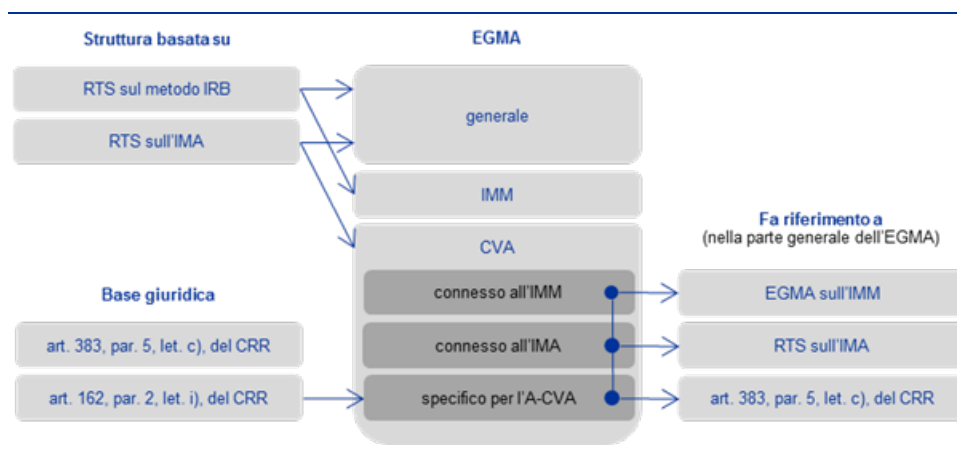 Struttura basata su
EGMA
RTS sul metodo IRB
RTS sull'IMA
generale
IMM
CVA
Fa riferimento a
(nella parte generale dell'EGMA)
Base giuridica
connesso all'IMM
EGMA sull'IMM
art. 383, par. 5, let. c), del CRR
connesso all'IMA
RTS sull'IMA
art. 162, par. 2, let. i), del CRR
specifico per l'A-CVA
art. 383, par. 5, let. c), del CRR